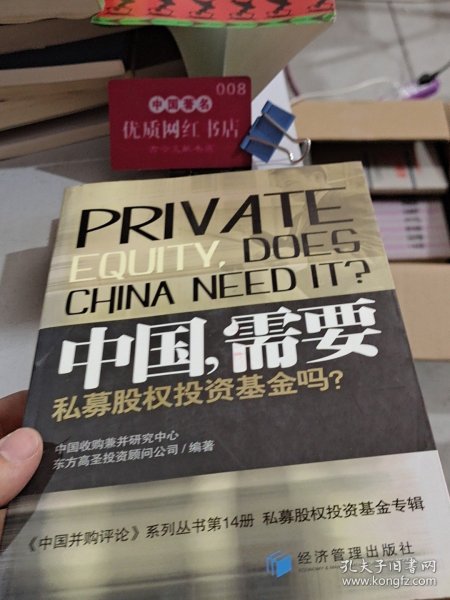 008
中国著名
优质网红书店
PRIVATE
EQUITY, DOES
CHINA NEED IT?
中国,需要
私募股权投资基金吗?
中国收购兼并研究中心
东方高圣投资顾问公司/编著
《中国并购评论》系列丛书第14册 私募股权投资基金专辑
经济管理出版社
孔夫子旧书网
www.kongfz.com